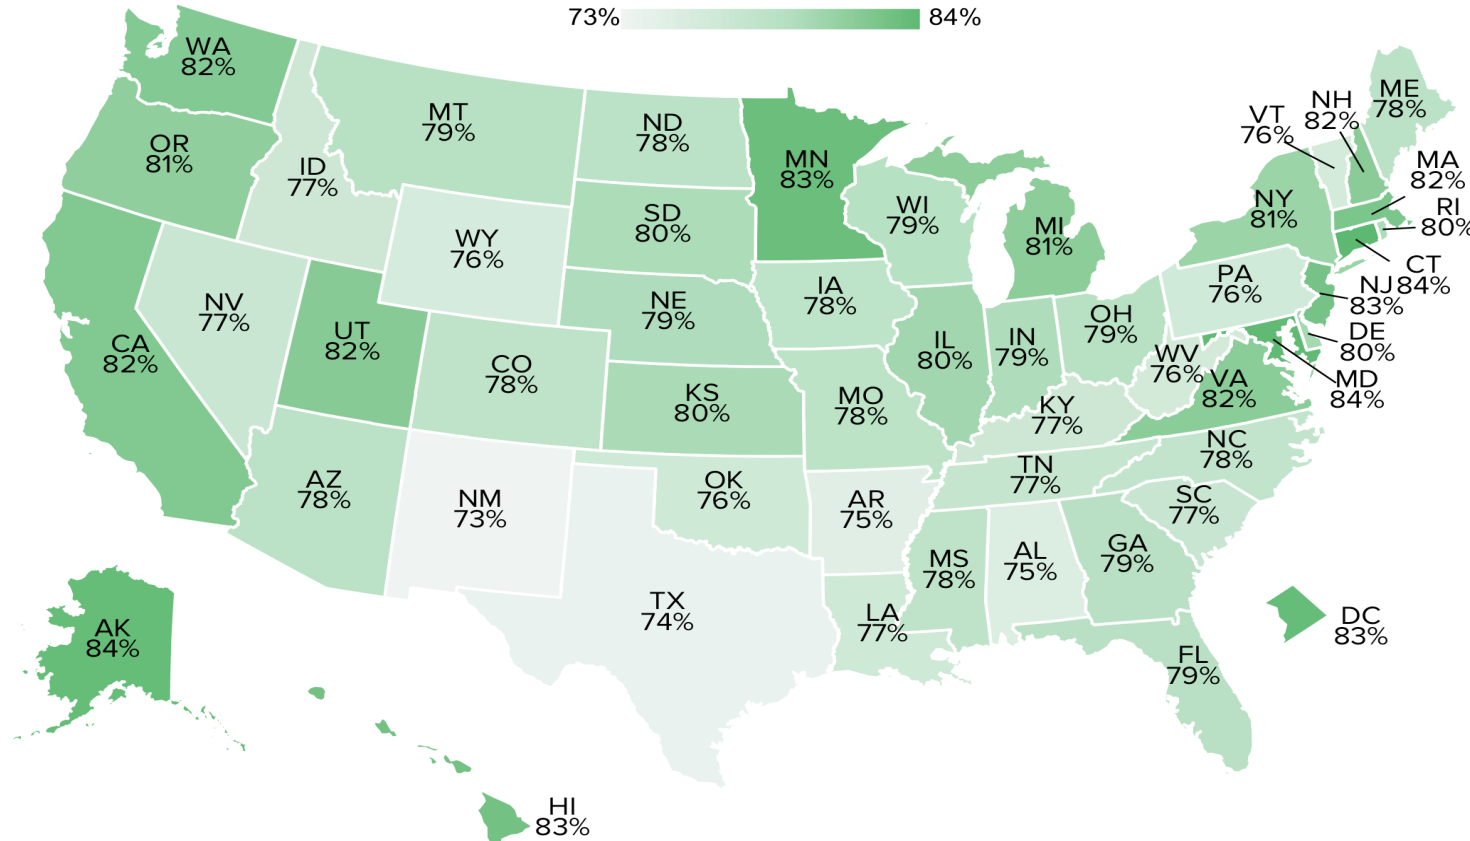 73%
84%
WA
82%
OR
81%
CA
82%
ID
77%
NV
77%
MT
79%
WY
76%
UT
82%
AZ
78%
CO
78%
NM
73%
ND
78%
SD
80%
NE
79%
KS
80%
OK
76%
TX
74%
MN
83%
IA
78%
MO
78%
AR
75%
LA
77%
WI
79%
IL
80%
MI
81%
IN
79%
OH
79%
KY
77%
TN
77%
MS
78%
AL
75%
GA
79%
FL
79%
SC
77%
NC
78%
VA
82%
WV
76%
PA
76%
NY
81%
VT
76%
NH
82%
ME
78%
MA
82%
RI
80%
CT
84%
NJ
83%
DE
80%
MD
84%
DC
83%
AK
84%
HI
83%